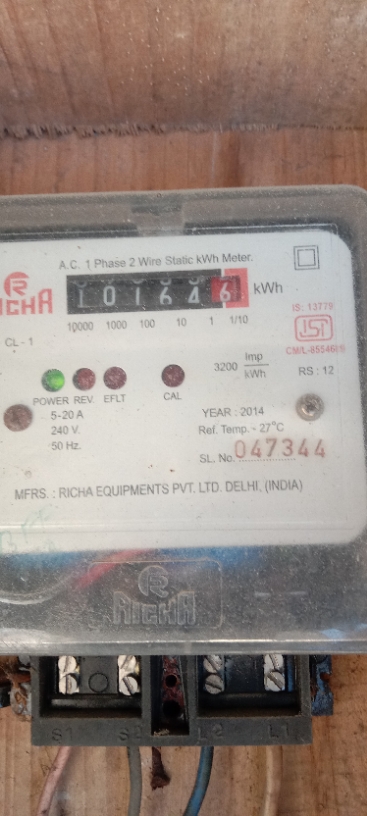 A.C. 1 Phase 2 Wire Static kWh Meter.
RICHA
101646 kWh
10000 1000 100 10 1 1/10
IS: 13779
ISI
CL - 1
3200 Imp/kWh
RS : 12
POWER REV. EFLT CAL
5-20 A
240 V.
50 Hz.
YEAR : 2014
Ref. Temp. - 27°C
SL. No. 047344
MFRS. : RICHA EQUIPMENTS PVT. LTD. DELHI. (INDIA)
R
RICHA
S1 S2 L2 L1